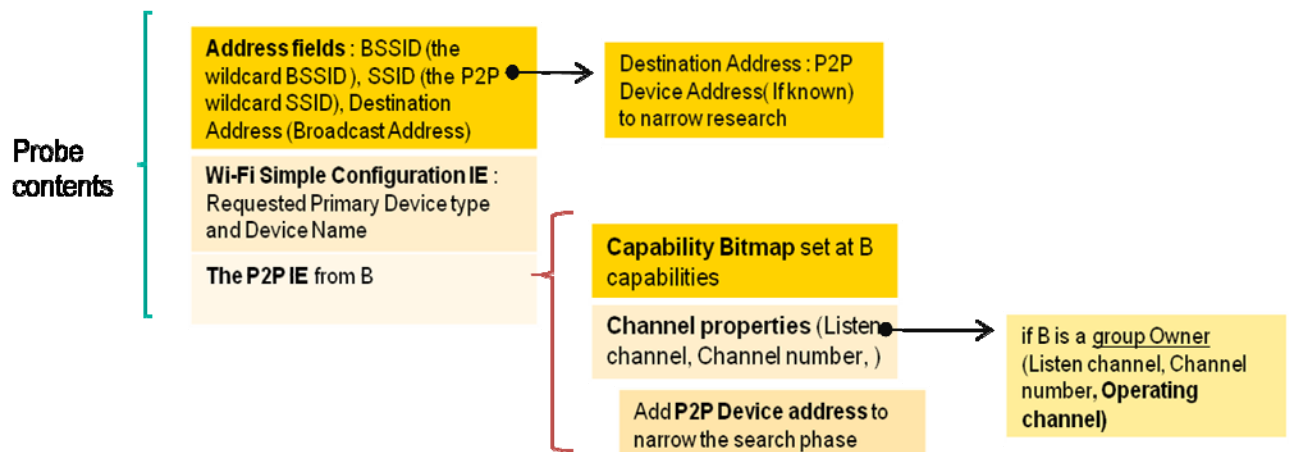 Probe
contents
Address fields : BSSID (the
wildcard BSSID ), SSID (the P2P
wildcard SSID), Destination
Address (Broadcast Address)
Destination Address : P2P
Device Address( If known)
to narrow research
Wi-Fi Simple Configuration IE :
Requested Primary Device type
and Device Name
The P2P IE from B
Capability Bitmap set at B
capabilities
Channel properties (Listen
channel, Channel number, )
if B is a group Owner
(Listen channel, Channel
number, Operating
channel)
Add P2P Device address to
narrow the search phase